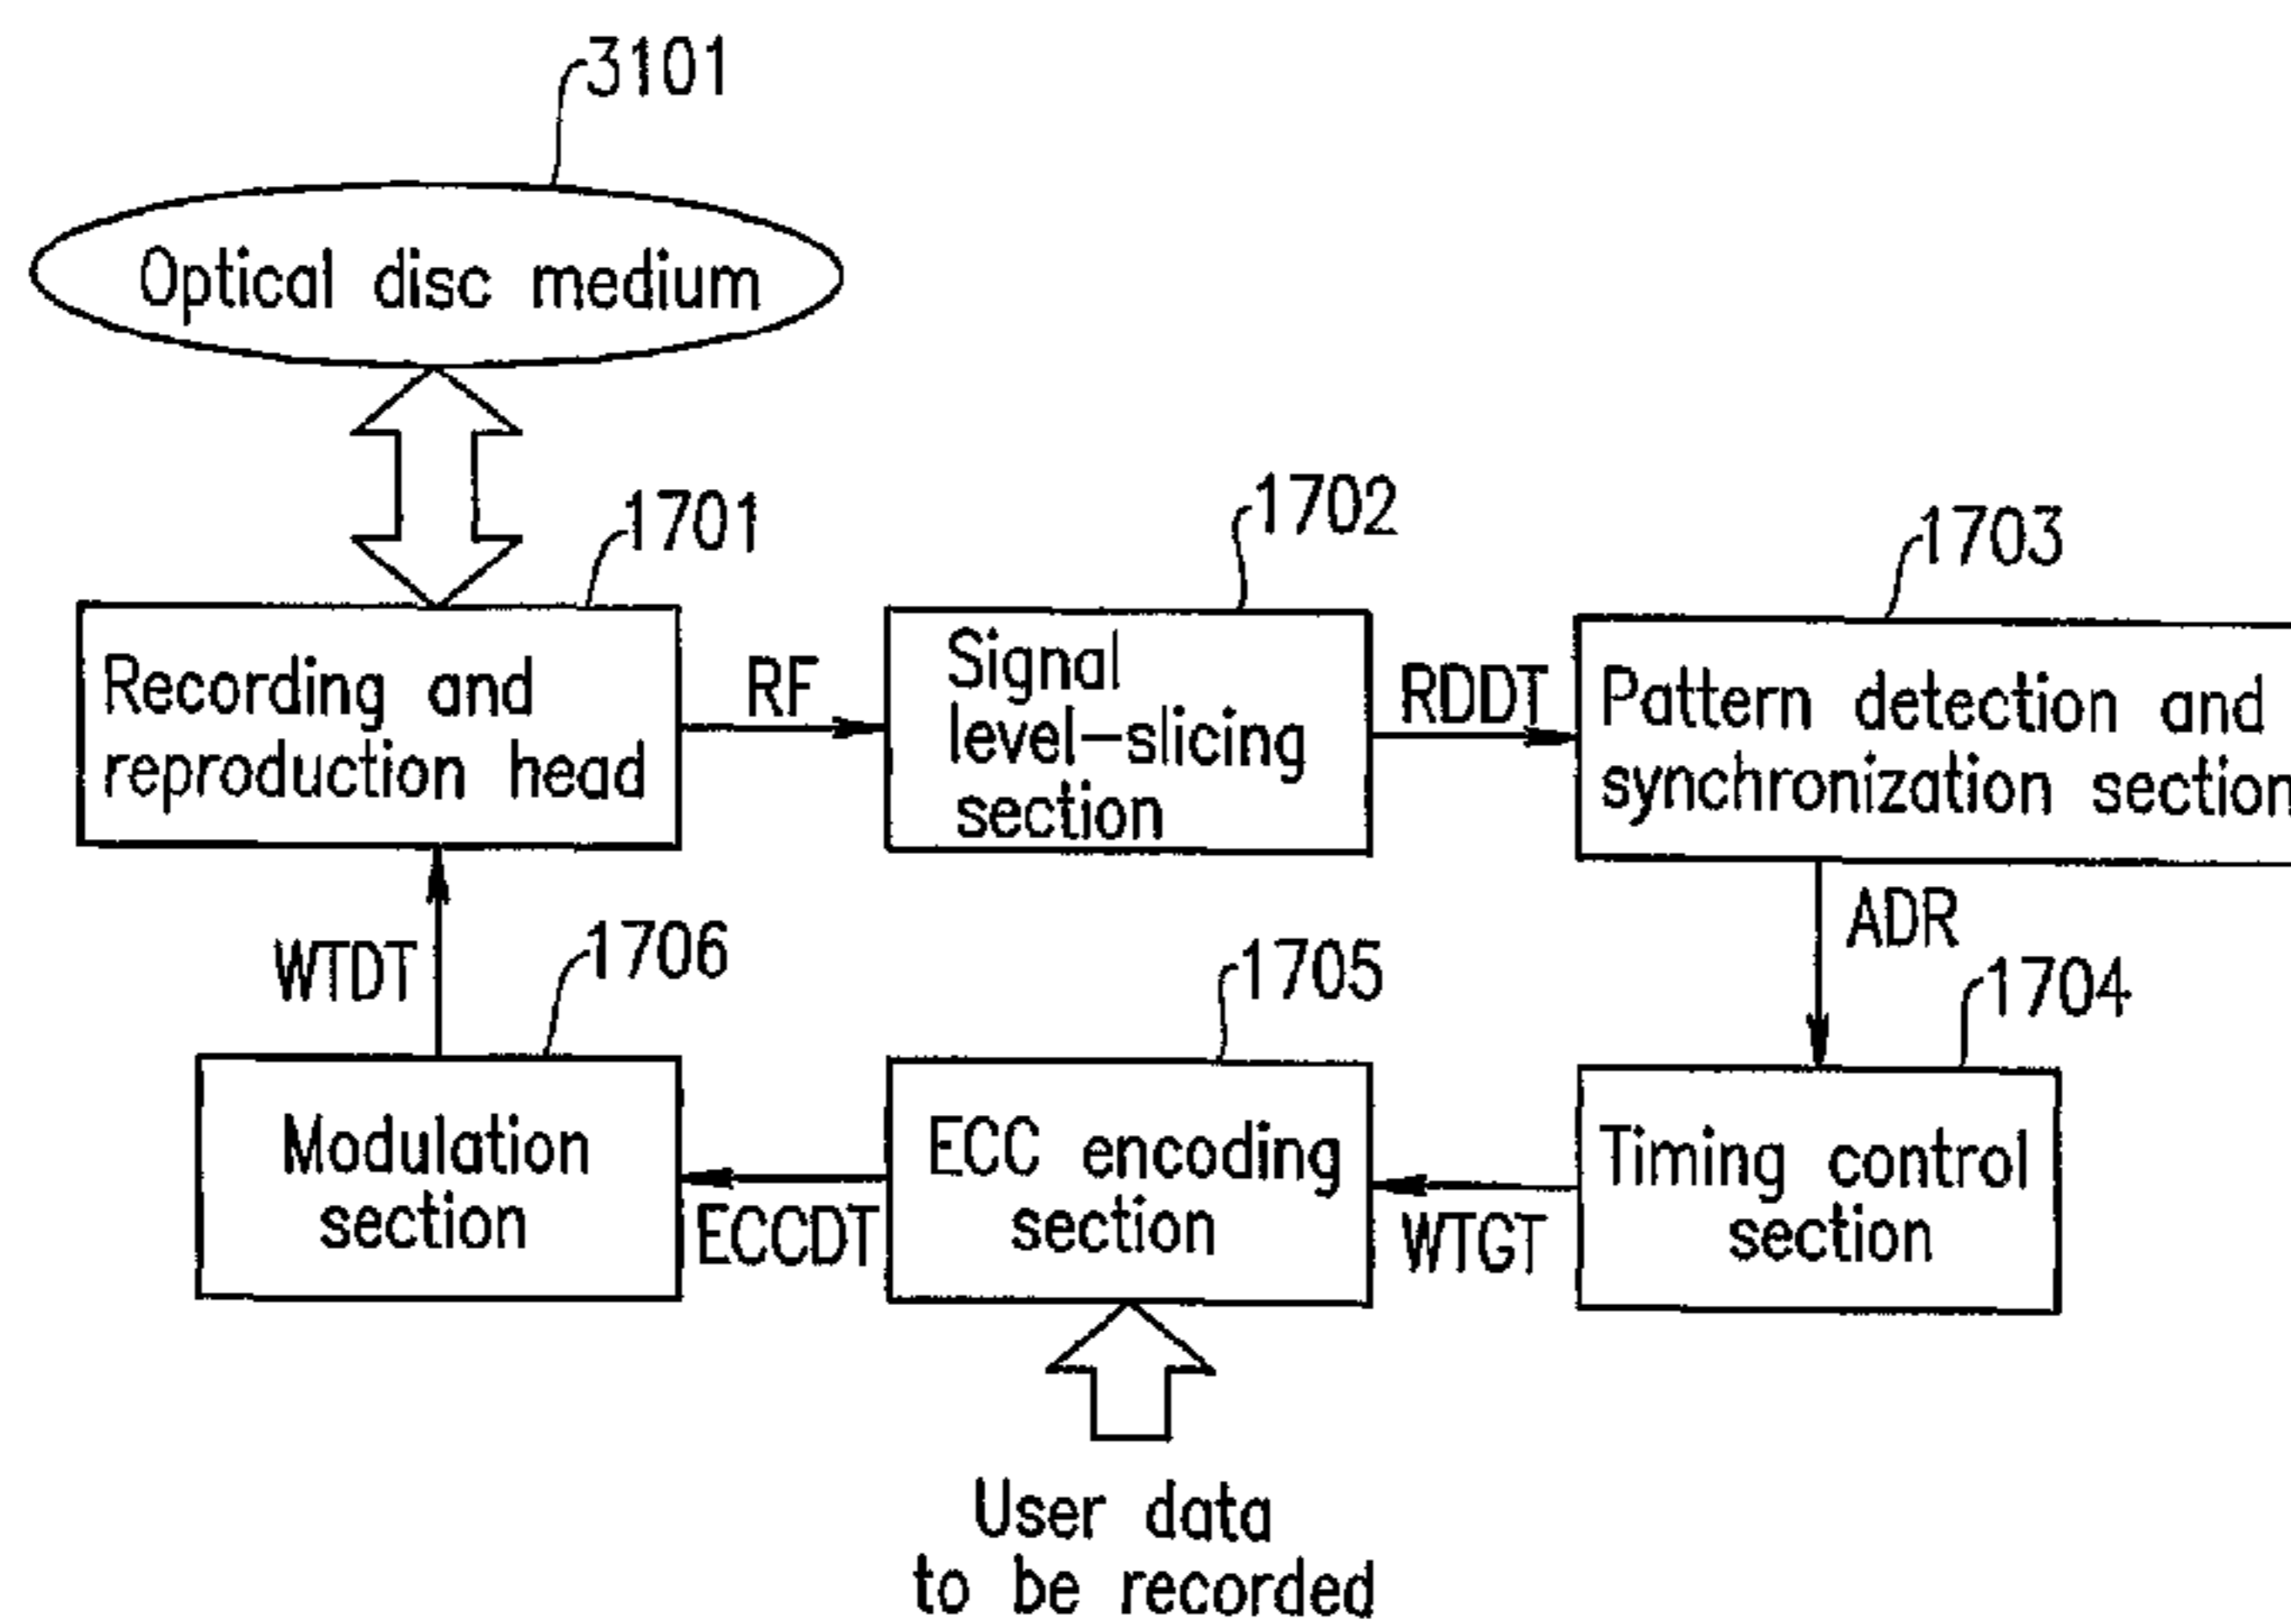 3101
Optical disc medium
1701
1702
1703
Recording and
reproduction head
RF
Signal
level-slicing
section
RDDT
Pattern detection and
synchronization section
WTDT
1706
1705
ADR
1704
Modulation
section
ECCDT
ECC encoding
section
WTGT
Timing control
section
User data
to be recorded